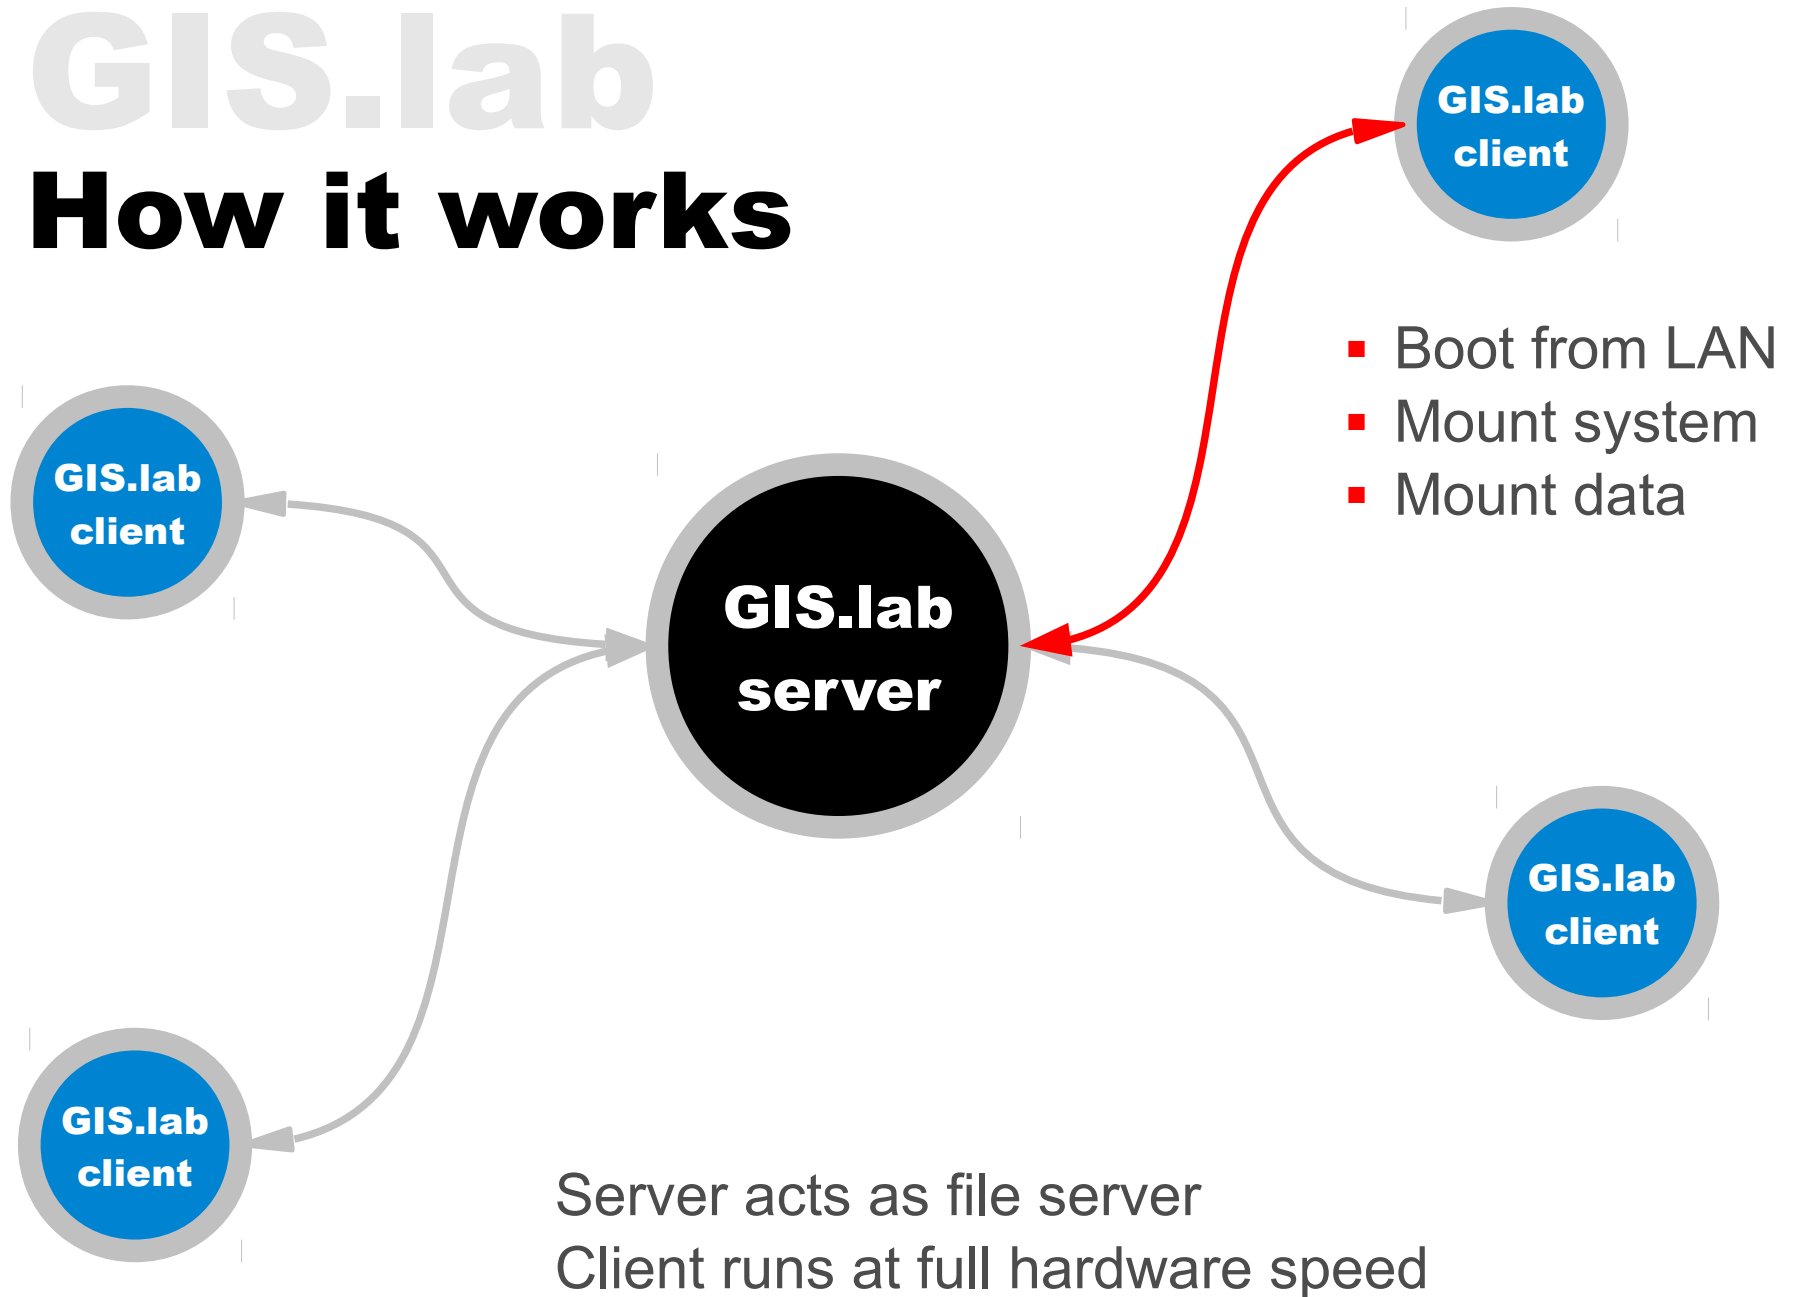 GIS.lab
How it works
GIS.lab
client
Boot from LAN
Mount system
Mount data
GIS.lab
client
GIS.lab
server
GIS.lab
client
GIS.lab
client
Server acts as file server
Client runs at full hardware speed